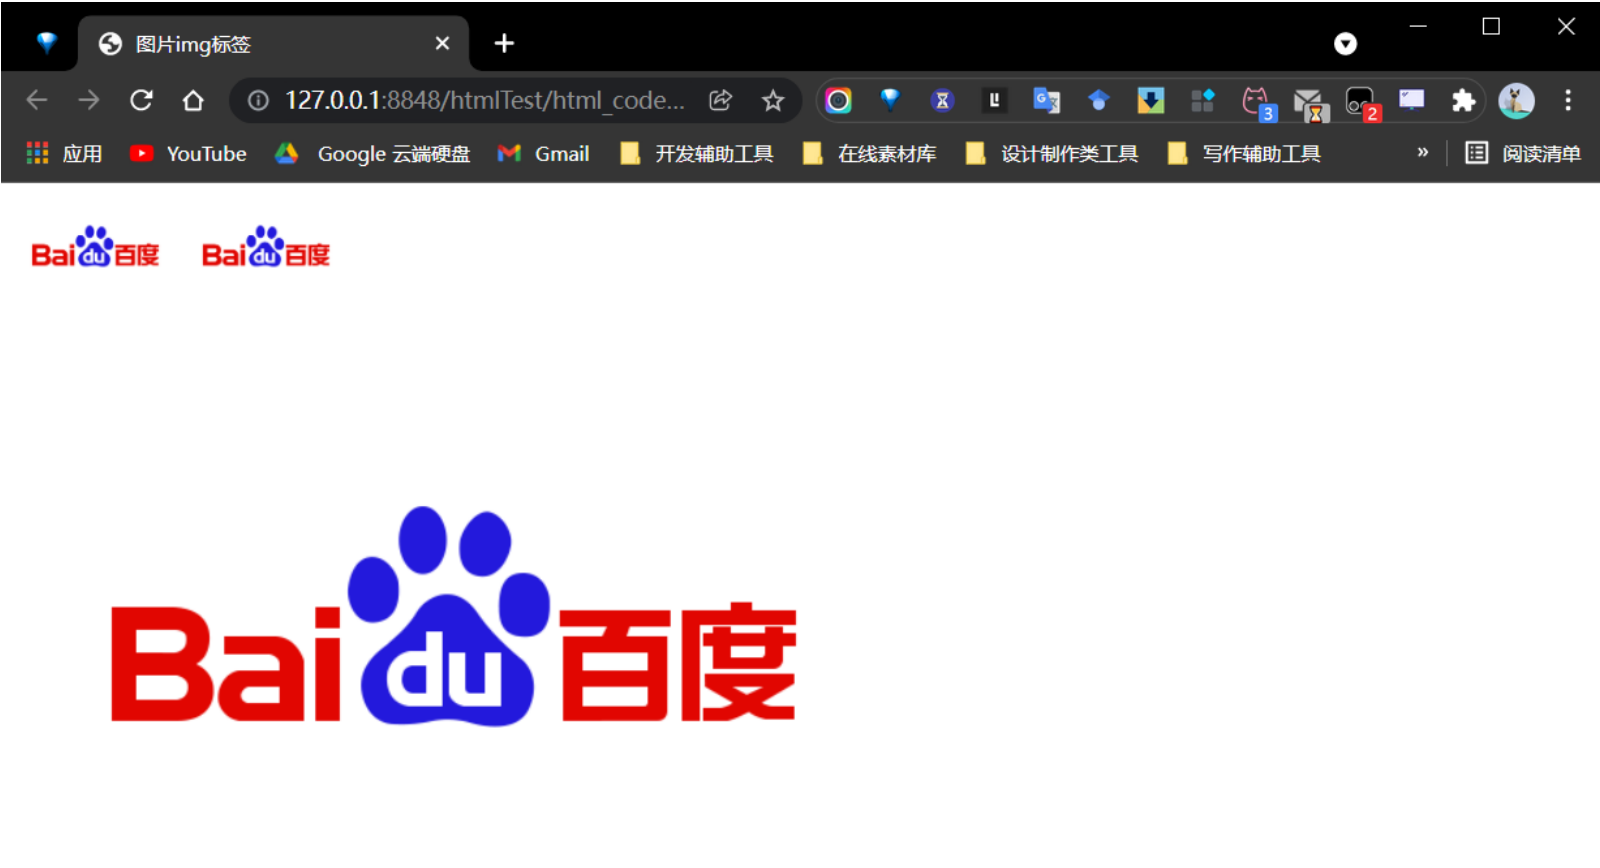 图片img标签
127.0.0.1:8848/htmlTest/html_code...
3
2
应用 YouTube Google 云端硬盘 Gmail 开发辅助工具 在线素材库 设计制作类工具 写作辅助工具 » 阅读清单
Bai du 百度 Bai du 百度
Bai du 百度